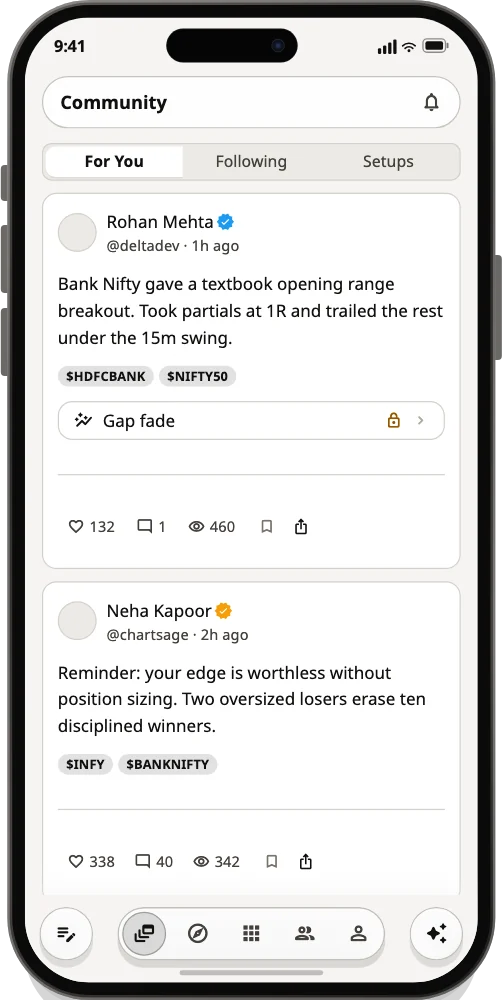 9:41
Community
For You
Following
Setups
Rohan Mehta
@deltadev · 1h ago
Bank Nifty gave a textbook opening range
breakout. Took partials at 1R and trailed the rest
under the 15m swing.
$HDFCBANK $NIFTY50
Gap fade
132 1 460
Neha Kapoor
@chartsage · 2h ago
Reminder: your edge is worthless without
position sizing. Two oversized losers erase ten
disciplined winners.
$INFY $BANKNIFTY
338 40 342